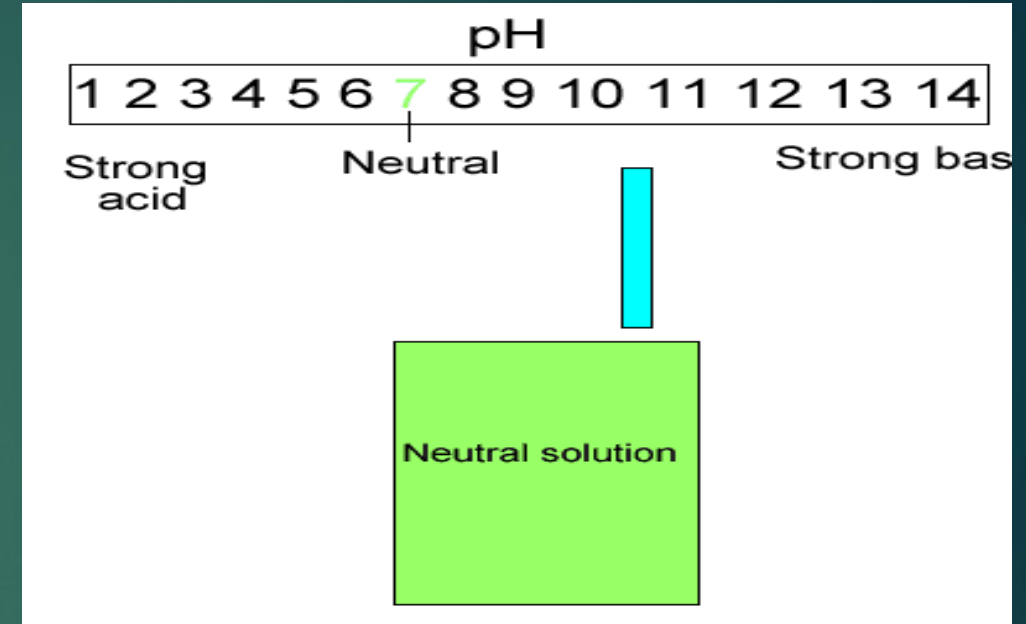 pH
1 2 3 4 5 6 7 8 9 10 11 12 13 14
Strong
acid
Neutral
Strong bas
Neutral solution